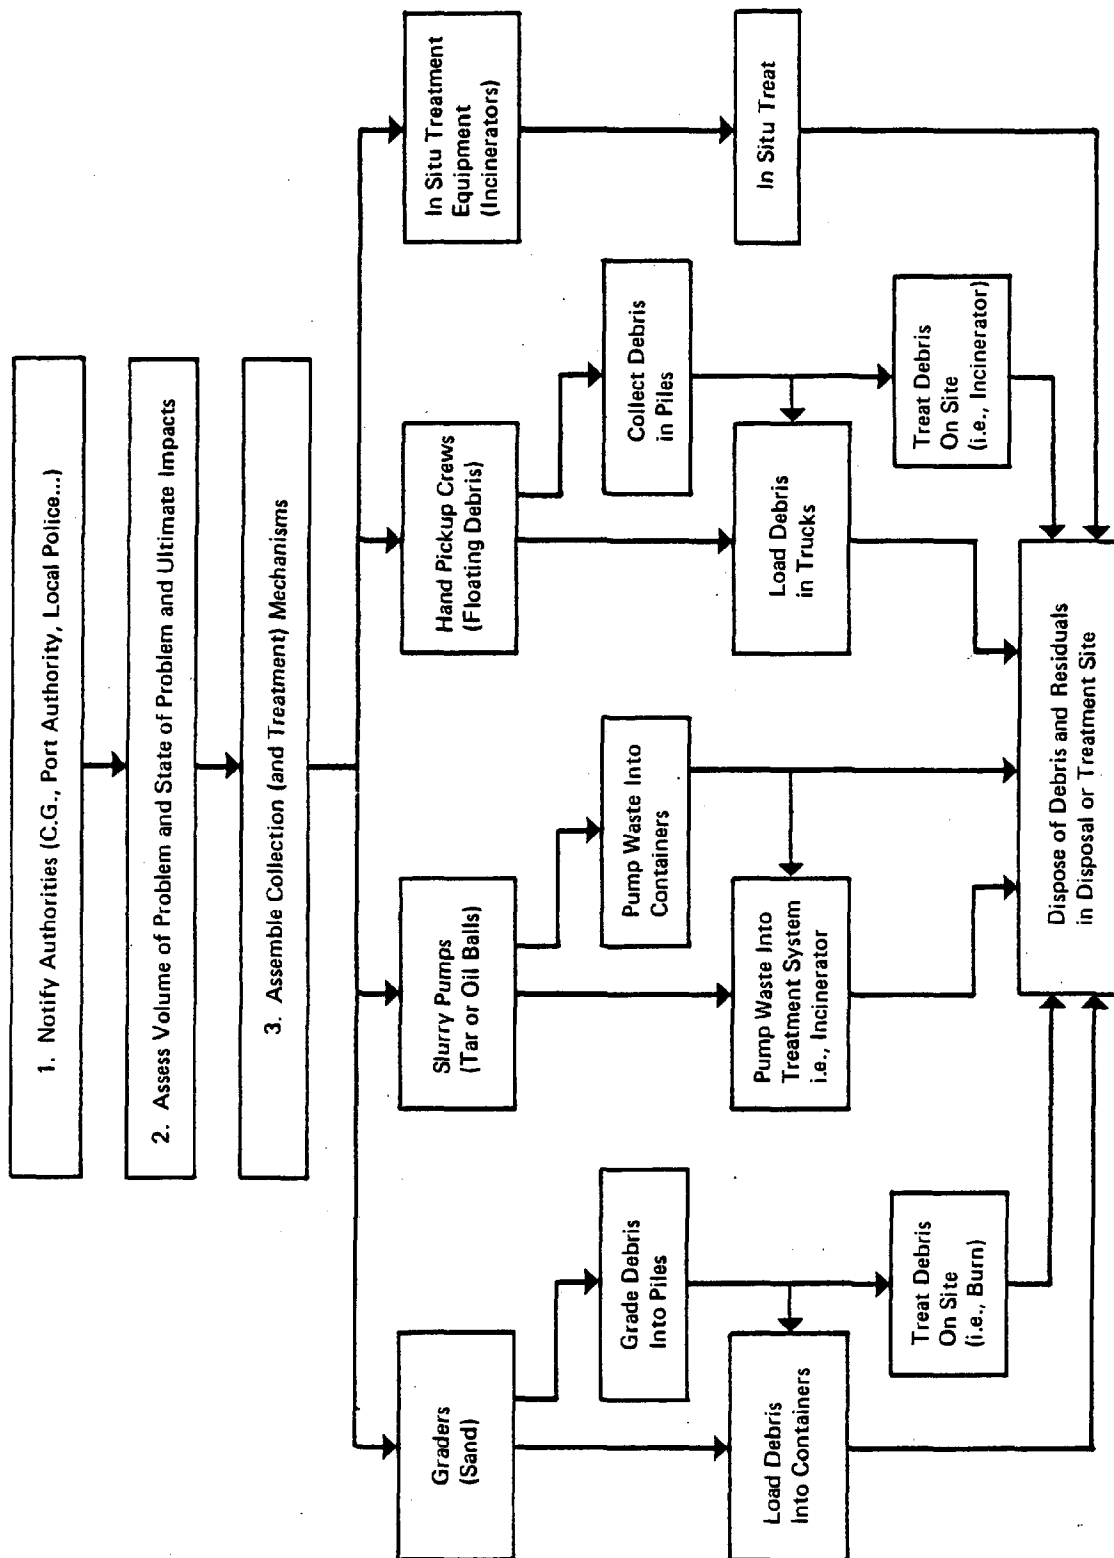 1. Notify Authorities (C.G., Port Authority, Local Police...)
2. Assess Volume of Problem and State of Problem and Ultimate Impacts
3. Assemble Collection (and Treatment) Mechanisms
Graders
(Sand)
Slurry Pumps
(Tar or Oil Balls)
Hand Pickup Crews
(Floating Debris)
In Situ Treatment
Equipment
(Incinerators)
Grade Debris
Into Piles
Pump Waste Into
Containers
Collect Debris
in Piles
Load Debris
Into Containers
Pump Waste Into
Treatment System
i.e., Incinerator
Load Debris
in Trucks
In Situ Treat
Treat Debris
On Site
(i.e., Burn)
Treat Debris
On Site
(i.e., Incinerator)
Dispose of Debris and Residuals
in Disposal or Treatment Site